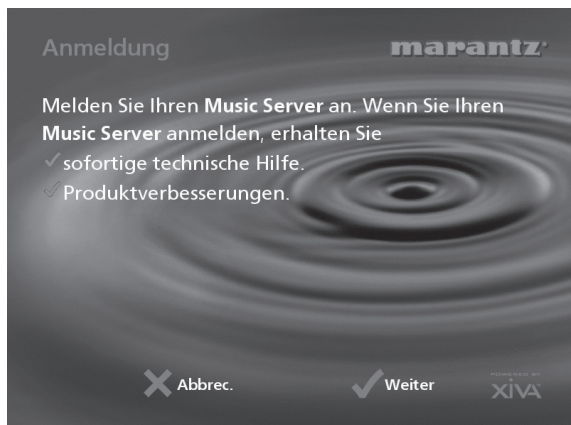 Anmeldung
marantz
Melden Sie Ihren Music Server an. Wenn Sie Ihren
Music Server anmelden, erhalten Sie
sofortige technische Hilfe.
Produktverbesserungen.
Abbrec.
Weiter
POWERED BY
XiVA